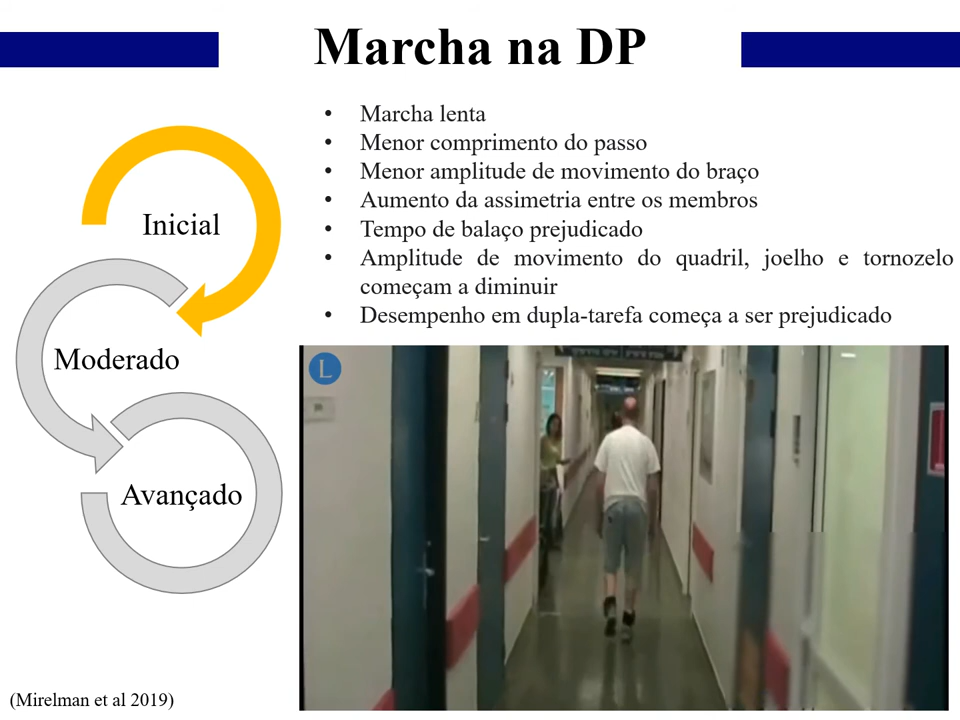 Marcha na DP
• Marcha lenta
• Menor comprimento do passo
• Menor amplitude de movimento do braço
• Aumento da assimetria entre os membros
• Tempo de balaço prejudicado
• Amplitude de movimento do quadril, joelho e tornozelo
começam a diminuir
• Desempenho em dupla-tarefa começa a ser prejudicado
Inicial
Moderado
Avançado
L
(Mirelman et al 2019)